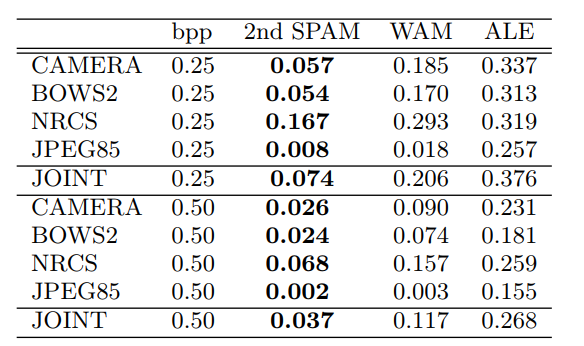 bpp 2nd SPAM WAM ALE
CAMERA 0.25 0.057 0.185 0.337
BOWS2 0.25 0.054 0.170 0.313
NRCS 0.25 0.167 0.293 0.319
JPEG85 0.25 0.008 0.018 0.257
JOINT 0.25 0.074 0.206 0.376
CAMERA 0.50 0.026 0.090 0.231
BOWS2 0.50 0.024 0.074 0.181
NRCS 0.50 0.068 0.157 0.259
JPEG85 0.50 0.002 0.003 0.155
JOINT 0.50 0.037 0.117 0.268